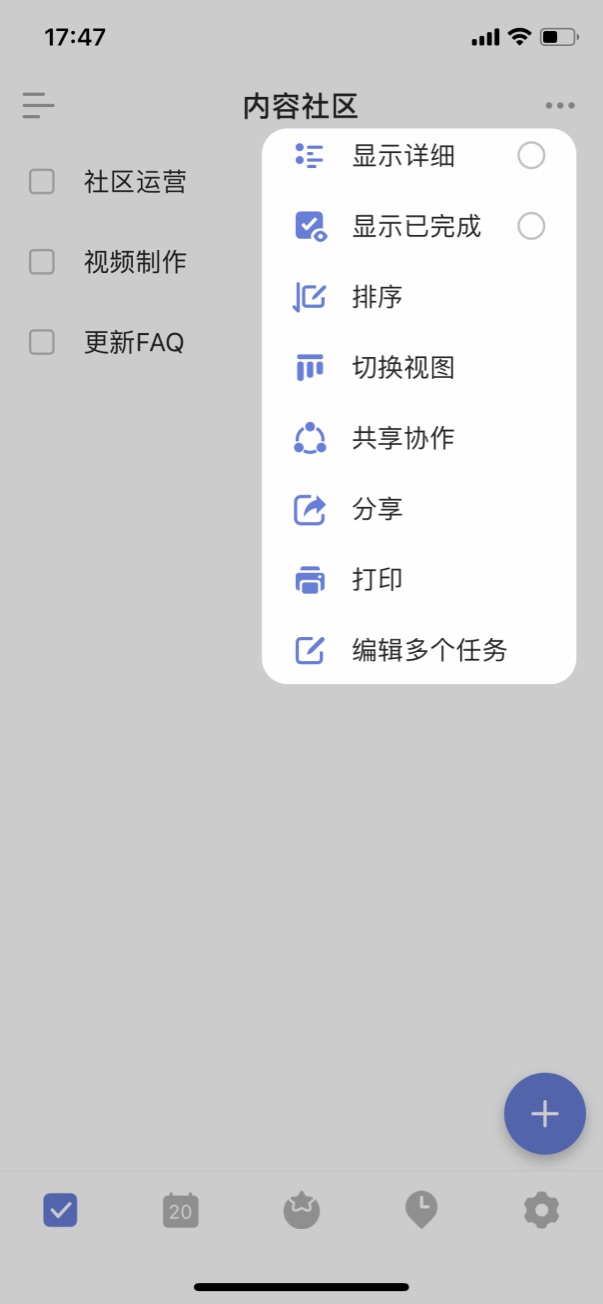 17:47
内容社区
社区运营
视频制作
更新FAQ
显示详细
显示已完成
排序
切换视图
共享协作
分享
打印
编辑多个任务
20